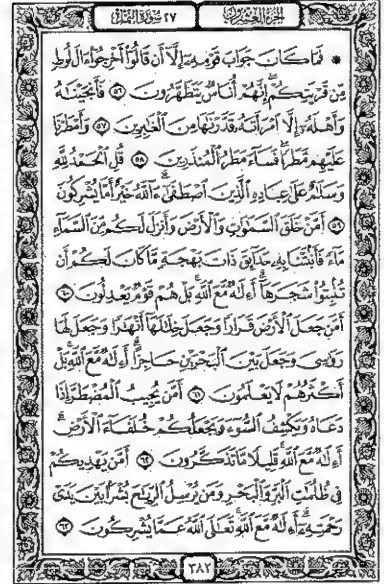 الجزء العشرون ٢٧ سورة النمل
۞ فَمَا كَانَ جَوَابَ قَوْمِهِۦٓ إِلَّآ أَن قَالُوٓا۟ أَخْرِجُوٓا۟ ءَالَ لُوطٍ
مِّن قَرْيَتِكُمْ ۖ إِنَّهُمْ أُنَاسٌ يَتَطَهَّرُونَ ٥٦ فَأَنجَيْنَٰهُ
وَأَهْلَهُۥٓ إِلَّا ٱمْرَأَتَهُۥ قَدَّرْنَٰهَا مِنَ ٱلْغَٰبِرِينَ ٥٧ وَأَمْطَرْنَا
عَلَيْهِم مَّطَرًا ۖ فَسَآءَ مَطَرُ ٱلْمُنذَرِينَ ٥٨ قُلِ ٱلْحَمْدُ لِلَّهِ
وَسَلَٰمٌ عَلَىٰ عِبَادِهِ ٱلَّذِينَ ٱصْطَفَىٰٓ ۗ ءَآللَّهُ خَيْرٌ أَمَّا يُشْرِكُونَ
٥٩ أَمَّنْ خَلَقَ ٱلسَّمَٰوَٰتِ وَٱلْأَرْضَ وَأَنزَلَ لَكُم مِّنَ ٱلسَّمَآءِ
مَآءً فَأَنۢبَتْنَا بِهِۦ حَدَآئِقَ ذَاتَ بَهْجَةٍ مَّا كَانَ لَكُمْ أَن
تُنۢبِتُوا۟ شَجَرَهَآ ۗ أَءِلَٰهٌ مَّعَ ٱللَّهِ ۚ بَلْ هُمْ قَوْمٌ يَعْدِلُونَ ٦٠
أَمَّن جَعَلَ ٱلْأَرْضَ قَرَارًا وَجَعَلَ خِلَٰلَهَآ أَنْهَٰرًا وَجَعَلَ لَهَا
رَوَٰسِىَ وَجَعَلَ بَيْنَ ٱلْبَحْرَيْنِ حَاجِزًا ۗ أَءِلَٰهٌ مَّعَ ٱللَّهِ ۚ بَلْ
أَكْثَرُهُمْ لَا يَعْلَمُونَ ٦١ أَمَّن يُجِيبُ ٱلْمُضْطَرَّ إِذَا
دَعَاهُ وَيَكْشِفُ ٱلسُّوٓءَ وَيَجْعَلُكُمْ خُلَفَآءَ ٱلْأَرْضِ ۗ
أَءِلَٰهٌ مَّعَ ٱللَّهِ ۚ قَلِيلًا مَّا تَذَكَّرُونَ ٦٢ أَمَّن يَهْدِيكُمْ
فِى ظُلُمَٰتِ ٱلْبَرِّ وَٱلْبَحْرِ وَمَن يُرْسِلُ ٱلرِّيَٰحَ بُشْرًۢا بَيْنَ يَدَىْ
رَحْمَتِهِۦٓ ۗ أَءِلَٰهٌ مَّعَ ٱللَّهِ ۚ تَعَٰلَى ٱللَّهُ عَمَّا يُشْرِكُونَ ٦٣
٣٨٢